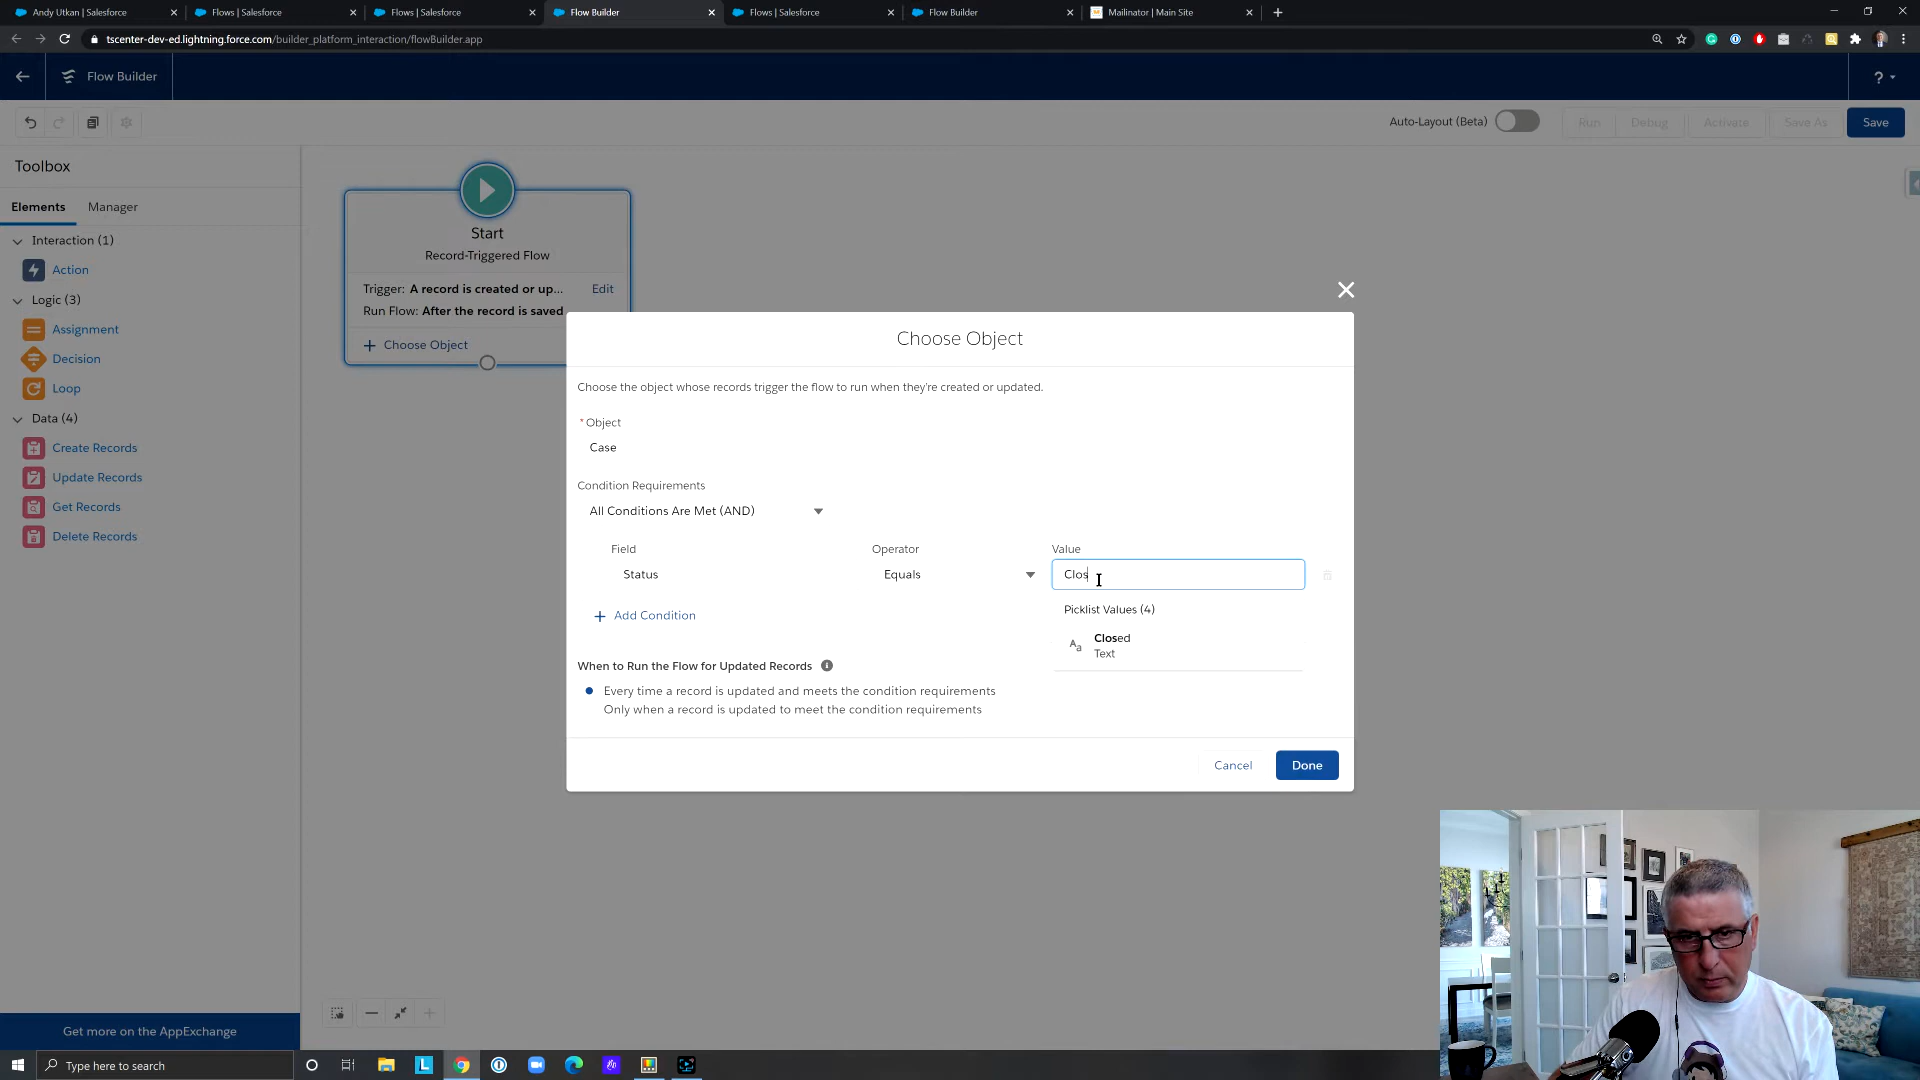 Andy Utkan | Salesforce
Flows | Salesforce
Flows | Salesforce
Flow Builder
Flows | Salesforce
Flow Builder
Mailinator | Main Site
tscenter-dev-ed.lightning.force.com/builder_platform_interaction/flowBuilder.app
Flow Builder
?
Auto-Layout (Beta)
Run
Debug
Activate
Save As
Save
Toolbox
Elements
Manager
Interaction (1)
Action
Logic (3)
Assignment
Decision
Loop
Data (4)
Create Records
Update Records
Get Records
Delete Records
Get more on the AppExchange
Start
Record-Triggered Flow
Trigger: A record is created or up... Edit
Run Flow: After the record is saved
+ Choose Object
Choose Object
Choose the object whose records trigger the flow to run when they're created or updated.
* Object
Case
Condition Requirements
All Conditions Are Met (AND)
Field
Operator
Value
Status
Equals
Clos
Picklist Values (4)
Aa
Closed
Text
+ Add Condition
When to Run the Flow for Updated Records
Every time a record is updated and meets the condition requirements
Only when a record is updated to meet the condition requirements
Cancel
Done
Type here to search